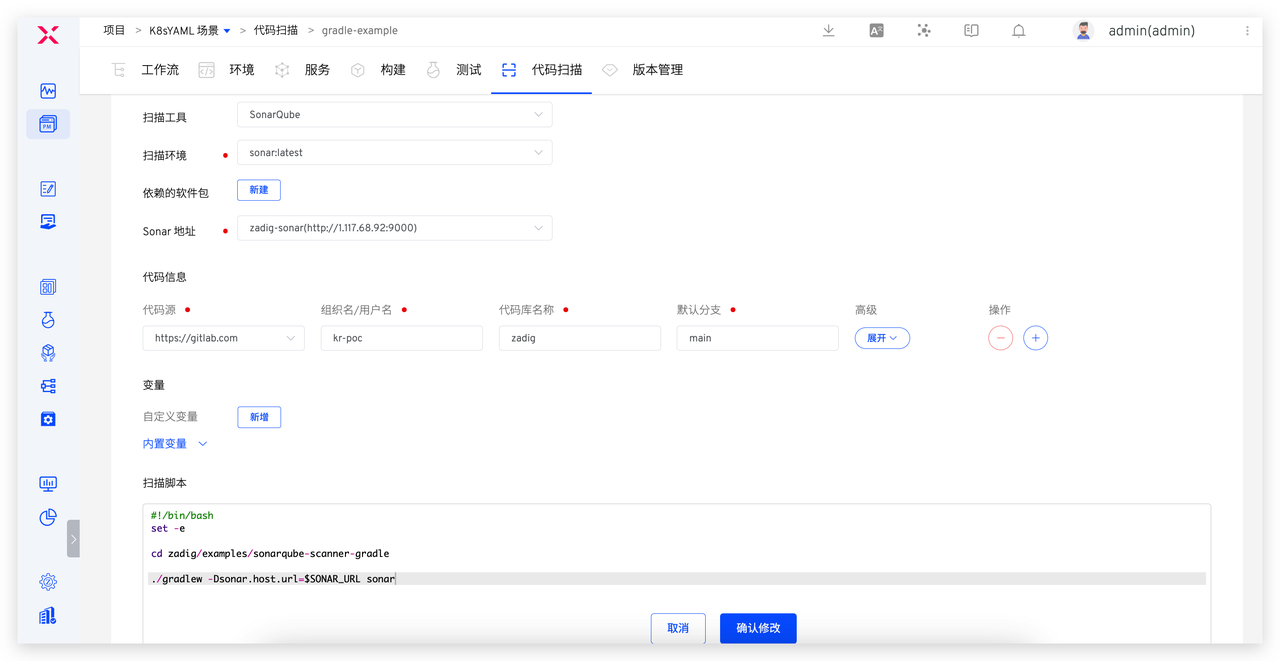 项目 > K8sYAML 场景 > 代码扫描 > gradle-example
admin(admin)
工作流 环境 服务 构建 测试 代码扫描 版本管理
扫描工具 SonarQube
扫描环境 sonar:latest
依赖的软件包 新建
Sonar 地址 zadig-sonar(http://1.117.68.92:9000)
代码信息
代码源 组织名/用户名 代码库名称 默认分支 高级 操作
https://gitlab.com kr-poc zadig main 展开
变量
自定义变量 新增
内置变量
扫描脚本
#!/bin/bash
set -e
cd zadig/examples/sonarqube-scanner-gradle
./gradlew -Dsonar.host.url=$SONAR_URL sonar
取消 确认修改